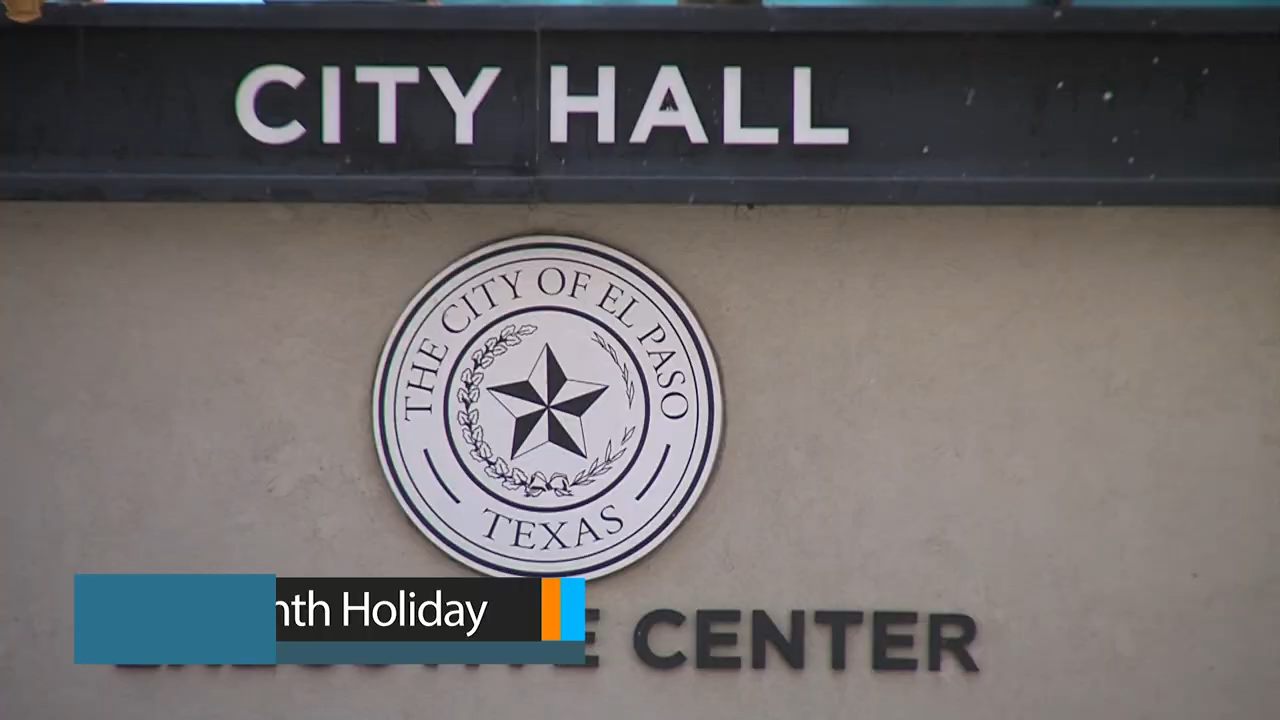 CITY HALL
THE CITY OF EL PASO
TEXAS
nth Holiday
CENTER